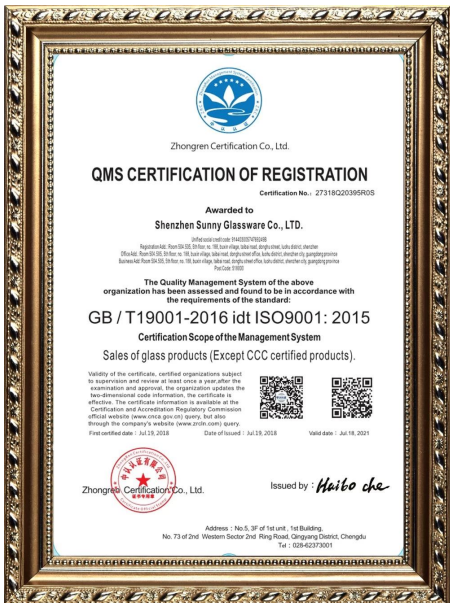 Zhongren Certification Co., Ltd.
QMS CERTIFICATION OF REGISTRATION
Certification No.: 27318Q20395R0S
Awarded to
Shenzhen Sunny Glassware Co., LTD.
The Quality Management System of the above
organization has been assessed and found to be in accordance with
the requirements of the standard:
GB / T19001-2016 idt ISO9001: 2015
Certification Scope of the Management System
Sales of glass products (Except CCC certified products).
Validity of the certificate, certified organizations subject
to supervision and review at least once a year,after the
examination and approval, the organization updates the
two-dimensional code information, the certificate is
effective. The certificate information is available at the
Certification and Accreditation Regulatory Commission
official website (www.cnca.gov.cn) query, but also
through the company's website (www.zrcln.com) query.
First certified date : Jul.19, 2018 Date of Issued : Jul.19, 2018 Valid date : Jul.18, 2021
Zhongren Certification Co., Ltd.
Issued by : Haibo che
Address : No.5, 3F of 1st unit , 1st Building,
No. 73 of 2nd Western Sector 2nd Ring Road, Qingyang District, Chengdu
Tel : 028-62373001